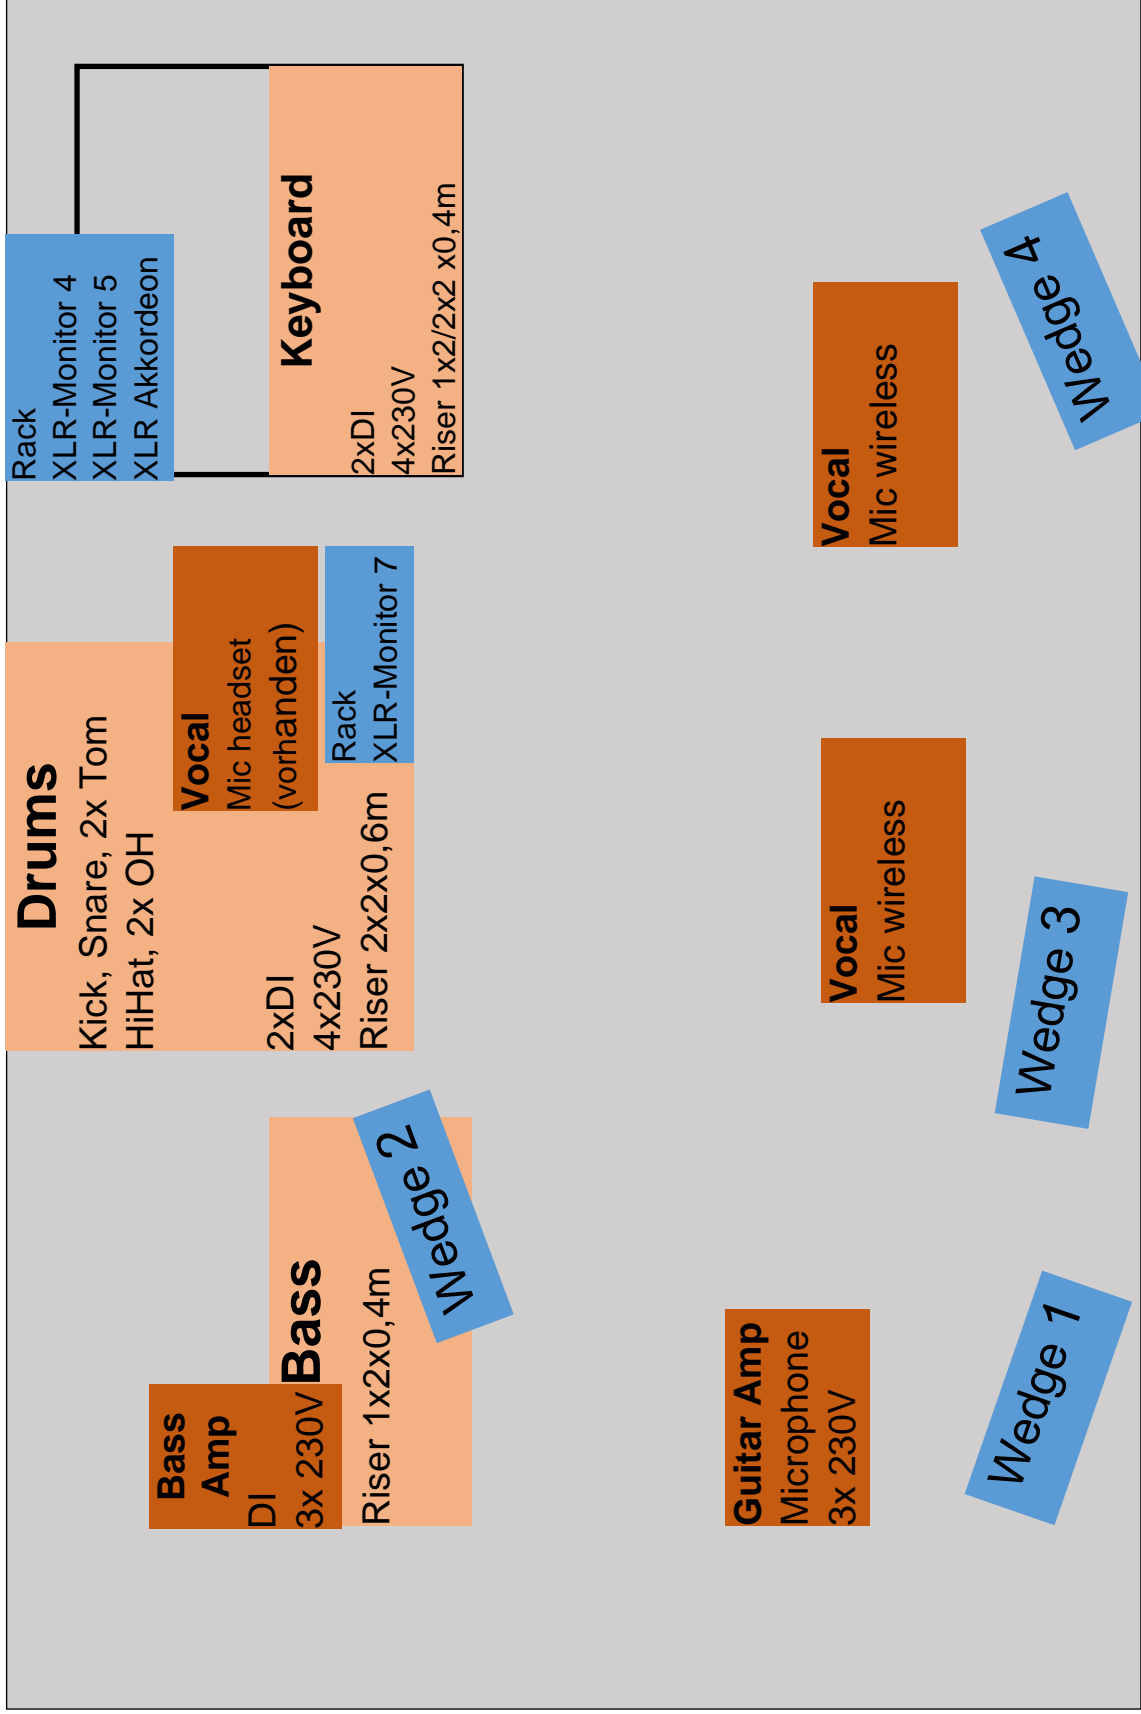 Bass
Amp
DI
3x 230V
Bass
Riser 1x2x0,4m
Wedge 2
Drums
Kick, Snare, 2x Tom
HiHat, 2x OH
2xDI
4x230V
Riser 2x2x0,6m
Vocal
Mic headset
(vorhanden)
Rack
XLR-Monitor 7
Rack
XLR-Monitor 4
XLR-Monitor 5
XLR Akkordeon
Keyboard
2xDI
4x230V
Riser 1x2/2x2 x0,4m
Guitar Amp
Microphone
3x 230V
Vocal
Mic wireless
Vocal
Mic wireless
Wedge 1
Wedge 3
Wedge 4